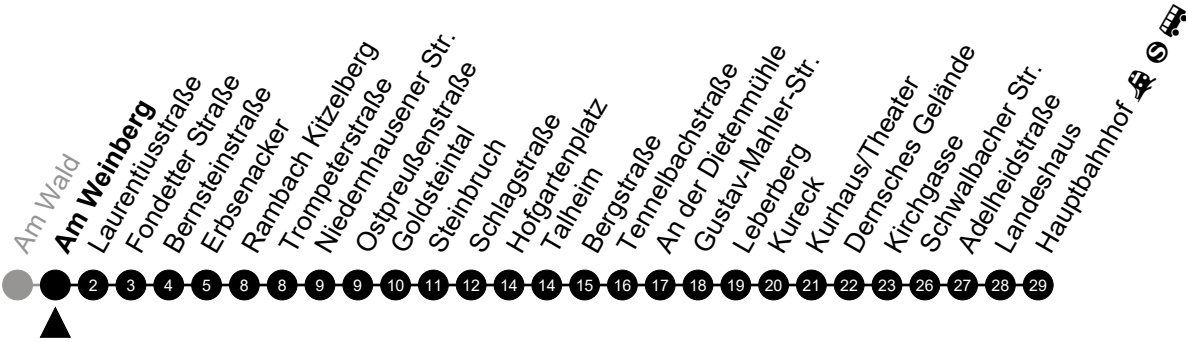 Am Wald
Am Weinberg
Laurentiusstraße
Fondetter Straße
Bernsteinstraße
Erbsenacker
Rambach Kitzelberg
Trompeterstraße
Niedernhausener Str.
Ostpreußenstraße
Goldsteintal
Steinbruch
Schlagstraße
Hofgartenplatz
Talheim
Bergstraße
Tennelbachstraße
An der Dietenmühle
Gustav-Mahler-Str.
Leberberg
Kureck
Kurhaus/Theater
Dernsches Gelände
Kirchgasse
Schwalbacher Str.
Adelheidstraße
Landeshaus
Hauptbahnhof S
2 3 4 5 8 8 9 9 10 11 12 14 14 15 16 17 18 19 20 21 22 23 26 27 28 29